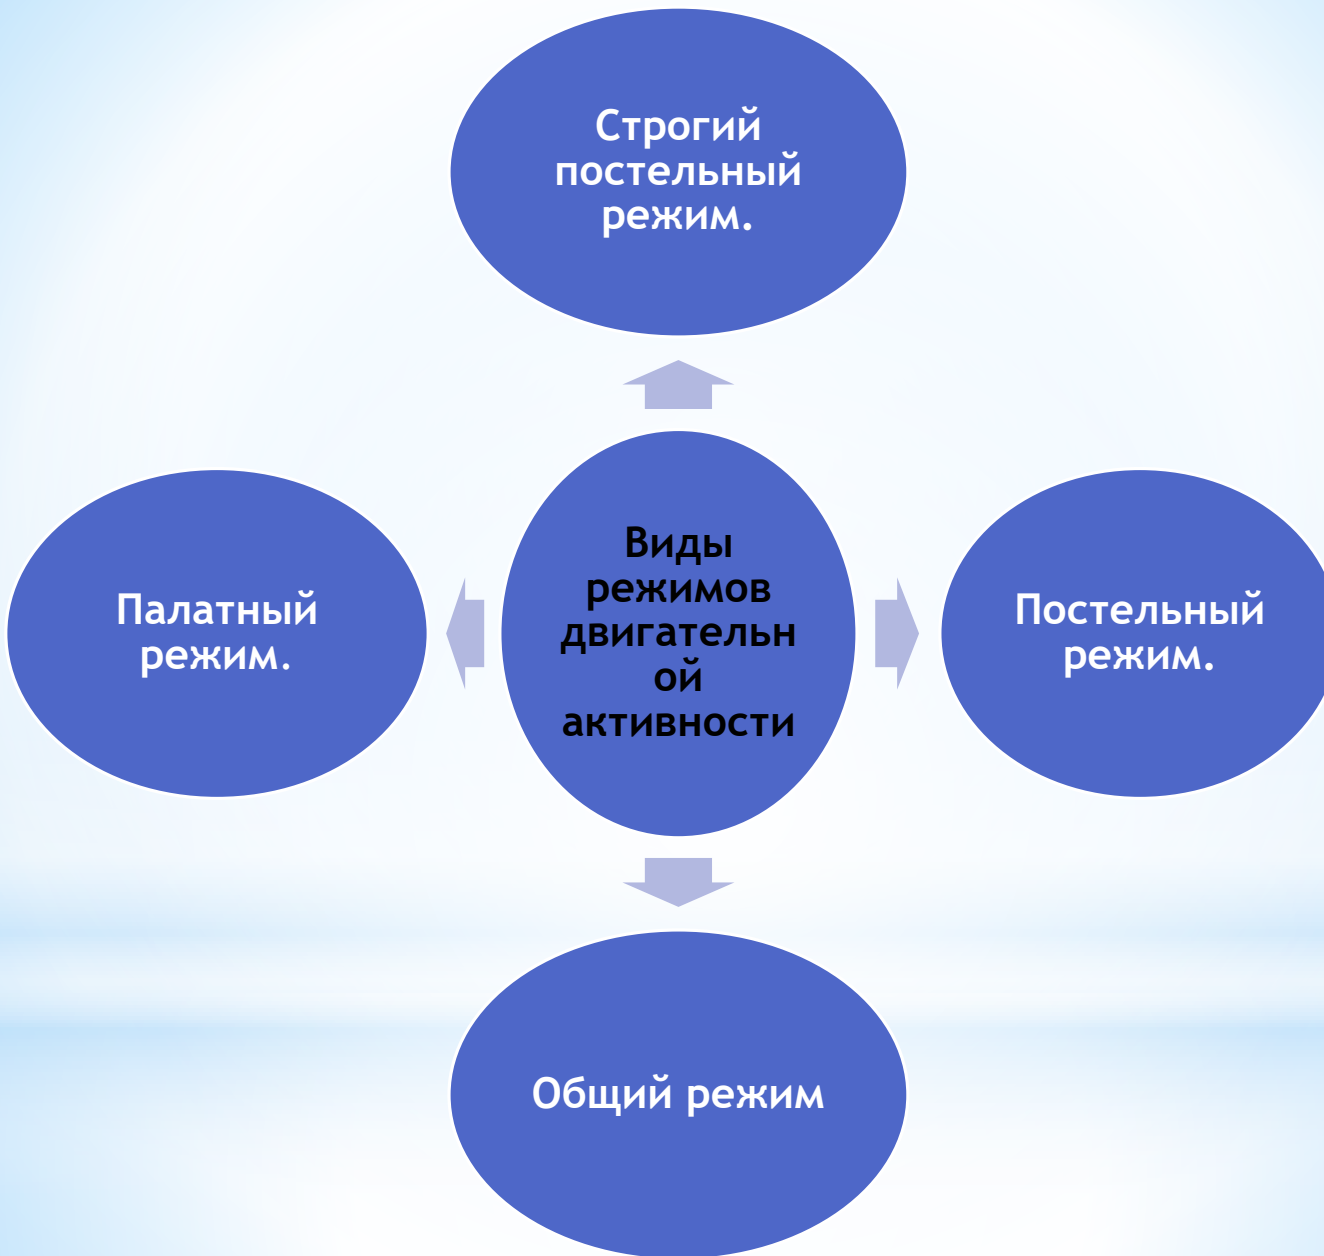 Строгий
постельный
режим.
Палатный
режим.
Виды
режимов
двигательн
ой
активности
Постельный
режим.
Общий режим